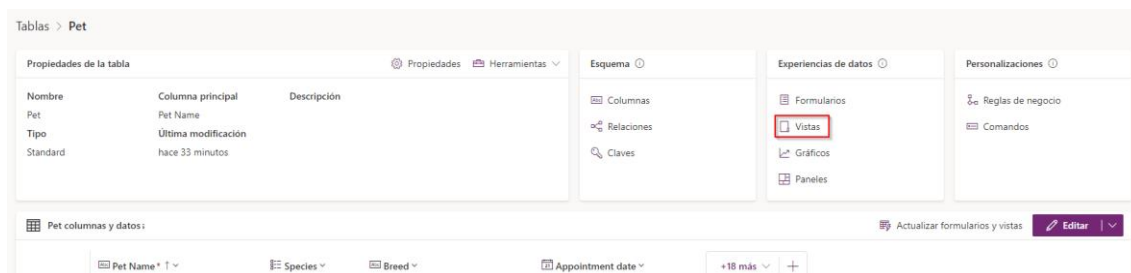 Tablas > Pet
Propiedades de la tabla
Propiedades
Herramientas
Nombre
Columna principal
Descripción
Pet
Pet Name
Tipo
Última modificación
Standard
hace 33 minutos
Esquema
Columnas
Relaciones
Claves
Experiencias de datos
Formularios
Vistas
Gráficos
Paneles
Personalizaciones
Reglas de negocio
Comandos
Pet columnas y datos:
Actualizar formularios y vistas
Editar
Abc Pet Name* ↑
Species
Abc Breed
Appointment date
+18 más
+